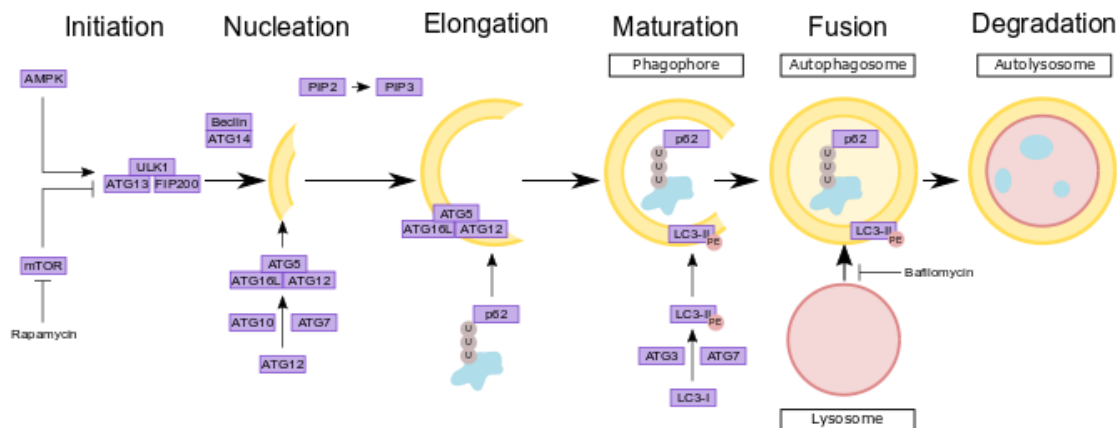 Initiation
Nucleation
Elongation
Maturation
Fusion
Degradation
Phagophore
Autophagosome
Autolysosome
AMPK
PIP2
PIP3
Beclin
ATG14
ULK1
ATG13
FIP200
mTOR
Rapamycin
ATG5
ATG16L
ATG12
ATG10
ATG7
ATG12
ATG5
ATG16L
ATG12
p62
U
U
U
p62
U
U
U
LC3-II
PE
LC3-II
PE
ATG3
ATG7
LC3-I
p62
U
U
U
LC3-II
PE
Bafilomycin
Lysosome